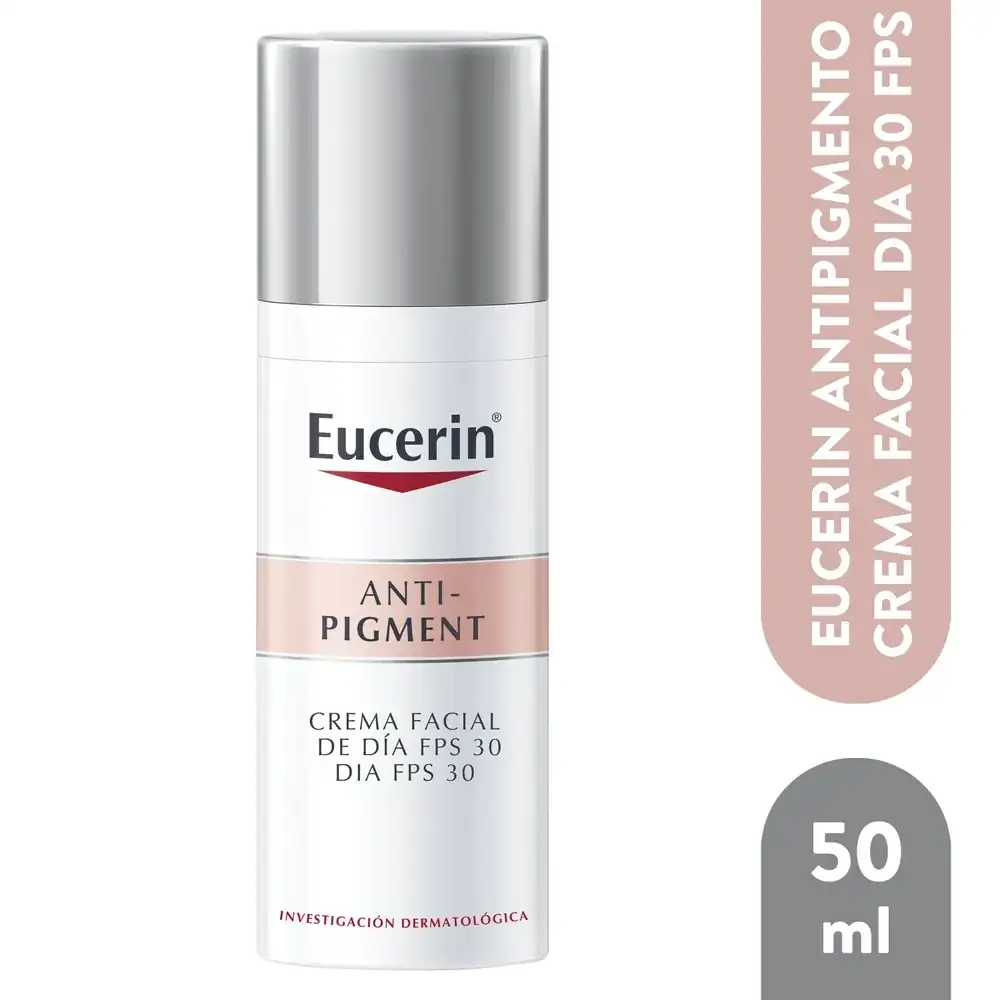 Eucerin®
ANTI-
PIGMENT
CREMA FACIAL
DE DÍA FPS 30
DIA FPS 30
INVESTIGACIÓN DERMATOLÓGICA
EUCERIN ANTIPIGMENTO
CREMA FACIAL DIA 30 FPS
50
ml